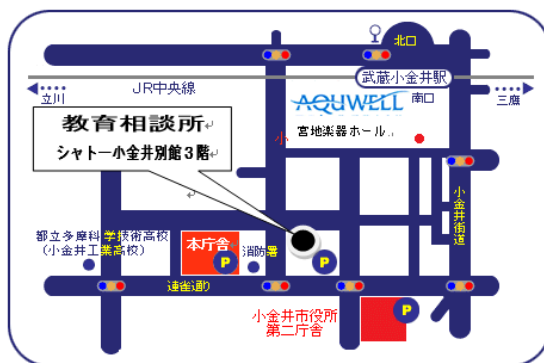 北口
武蔵小金井駅
JR中央線
立川
三鷹
AQUWELL
南口
宮地楽器ホール
小
教育相談所
シャトー小金井別館3階
小金井街道
都立多摩科学技術高校
(小金井工業高校)
本庁舎
消防署
P
P
連雀通り
小金井市役所
第二庁舎
P